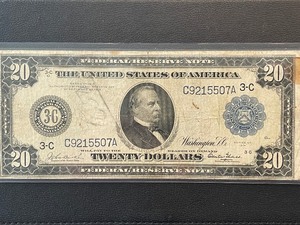 FEDERAL RESERVE NOTE
20 THE UNITED STATES OF AMERICA 20
C9215507A 3-C
3-C
3-C C9215507A
Washington, D.C.
20 TWENTY DOLLARS 20
FEDERAL RESERVE NOTE